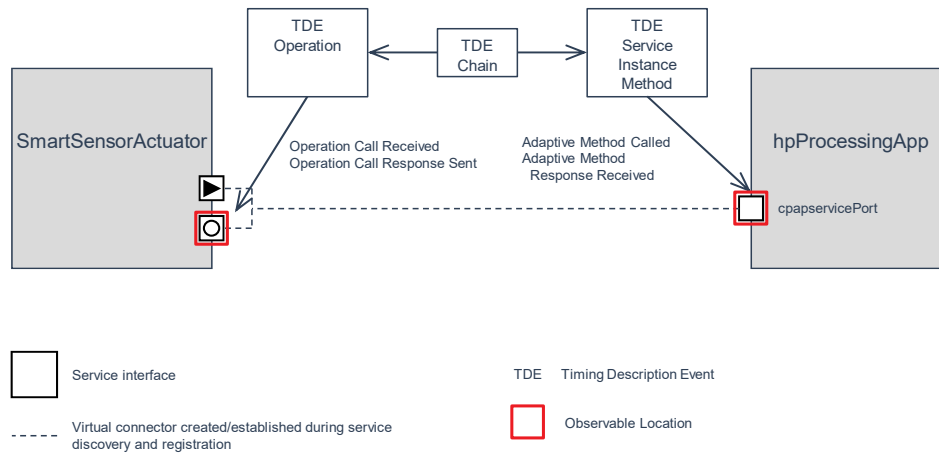 TDE
Operation
TDE
Chain
TDE
Service
Instance
Method
SmartSensorActuator
hpProcessingApp
Operation Call Received
Operation Call Response Sent
Adaptive Method Called
Adaptive Method
Response Received
cpapservicePort
Service interface
TDE Timing Description Event
Virtual connector created/established during service
discovery and registration
Observable Location